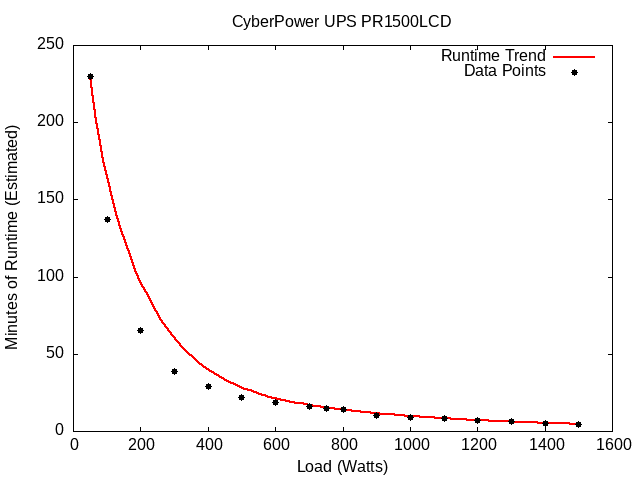 CyberPower UPS PR1500LCD
Runtime Trend
Data Points
250
200
150
100
50
0
Minutes of Runtime (Estimated)
0 200 400 600 800 1000 1200 1400 1600
Load (Watts)